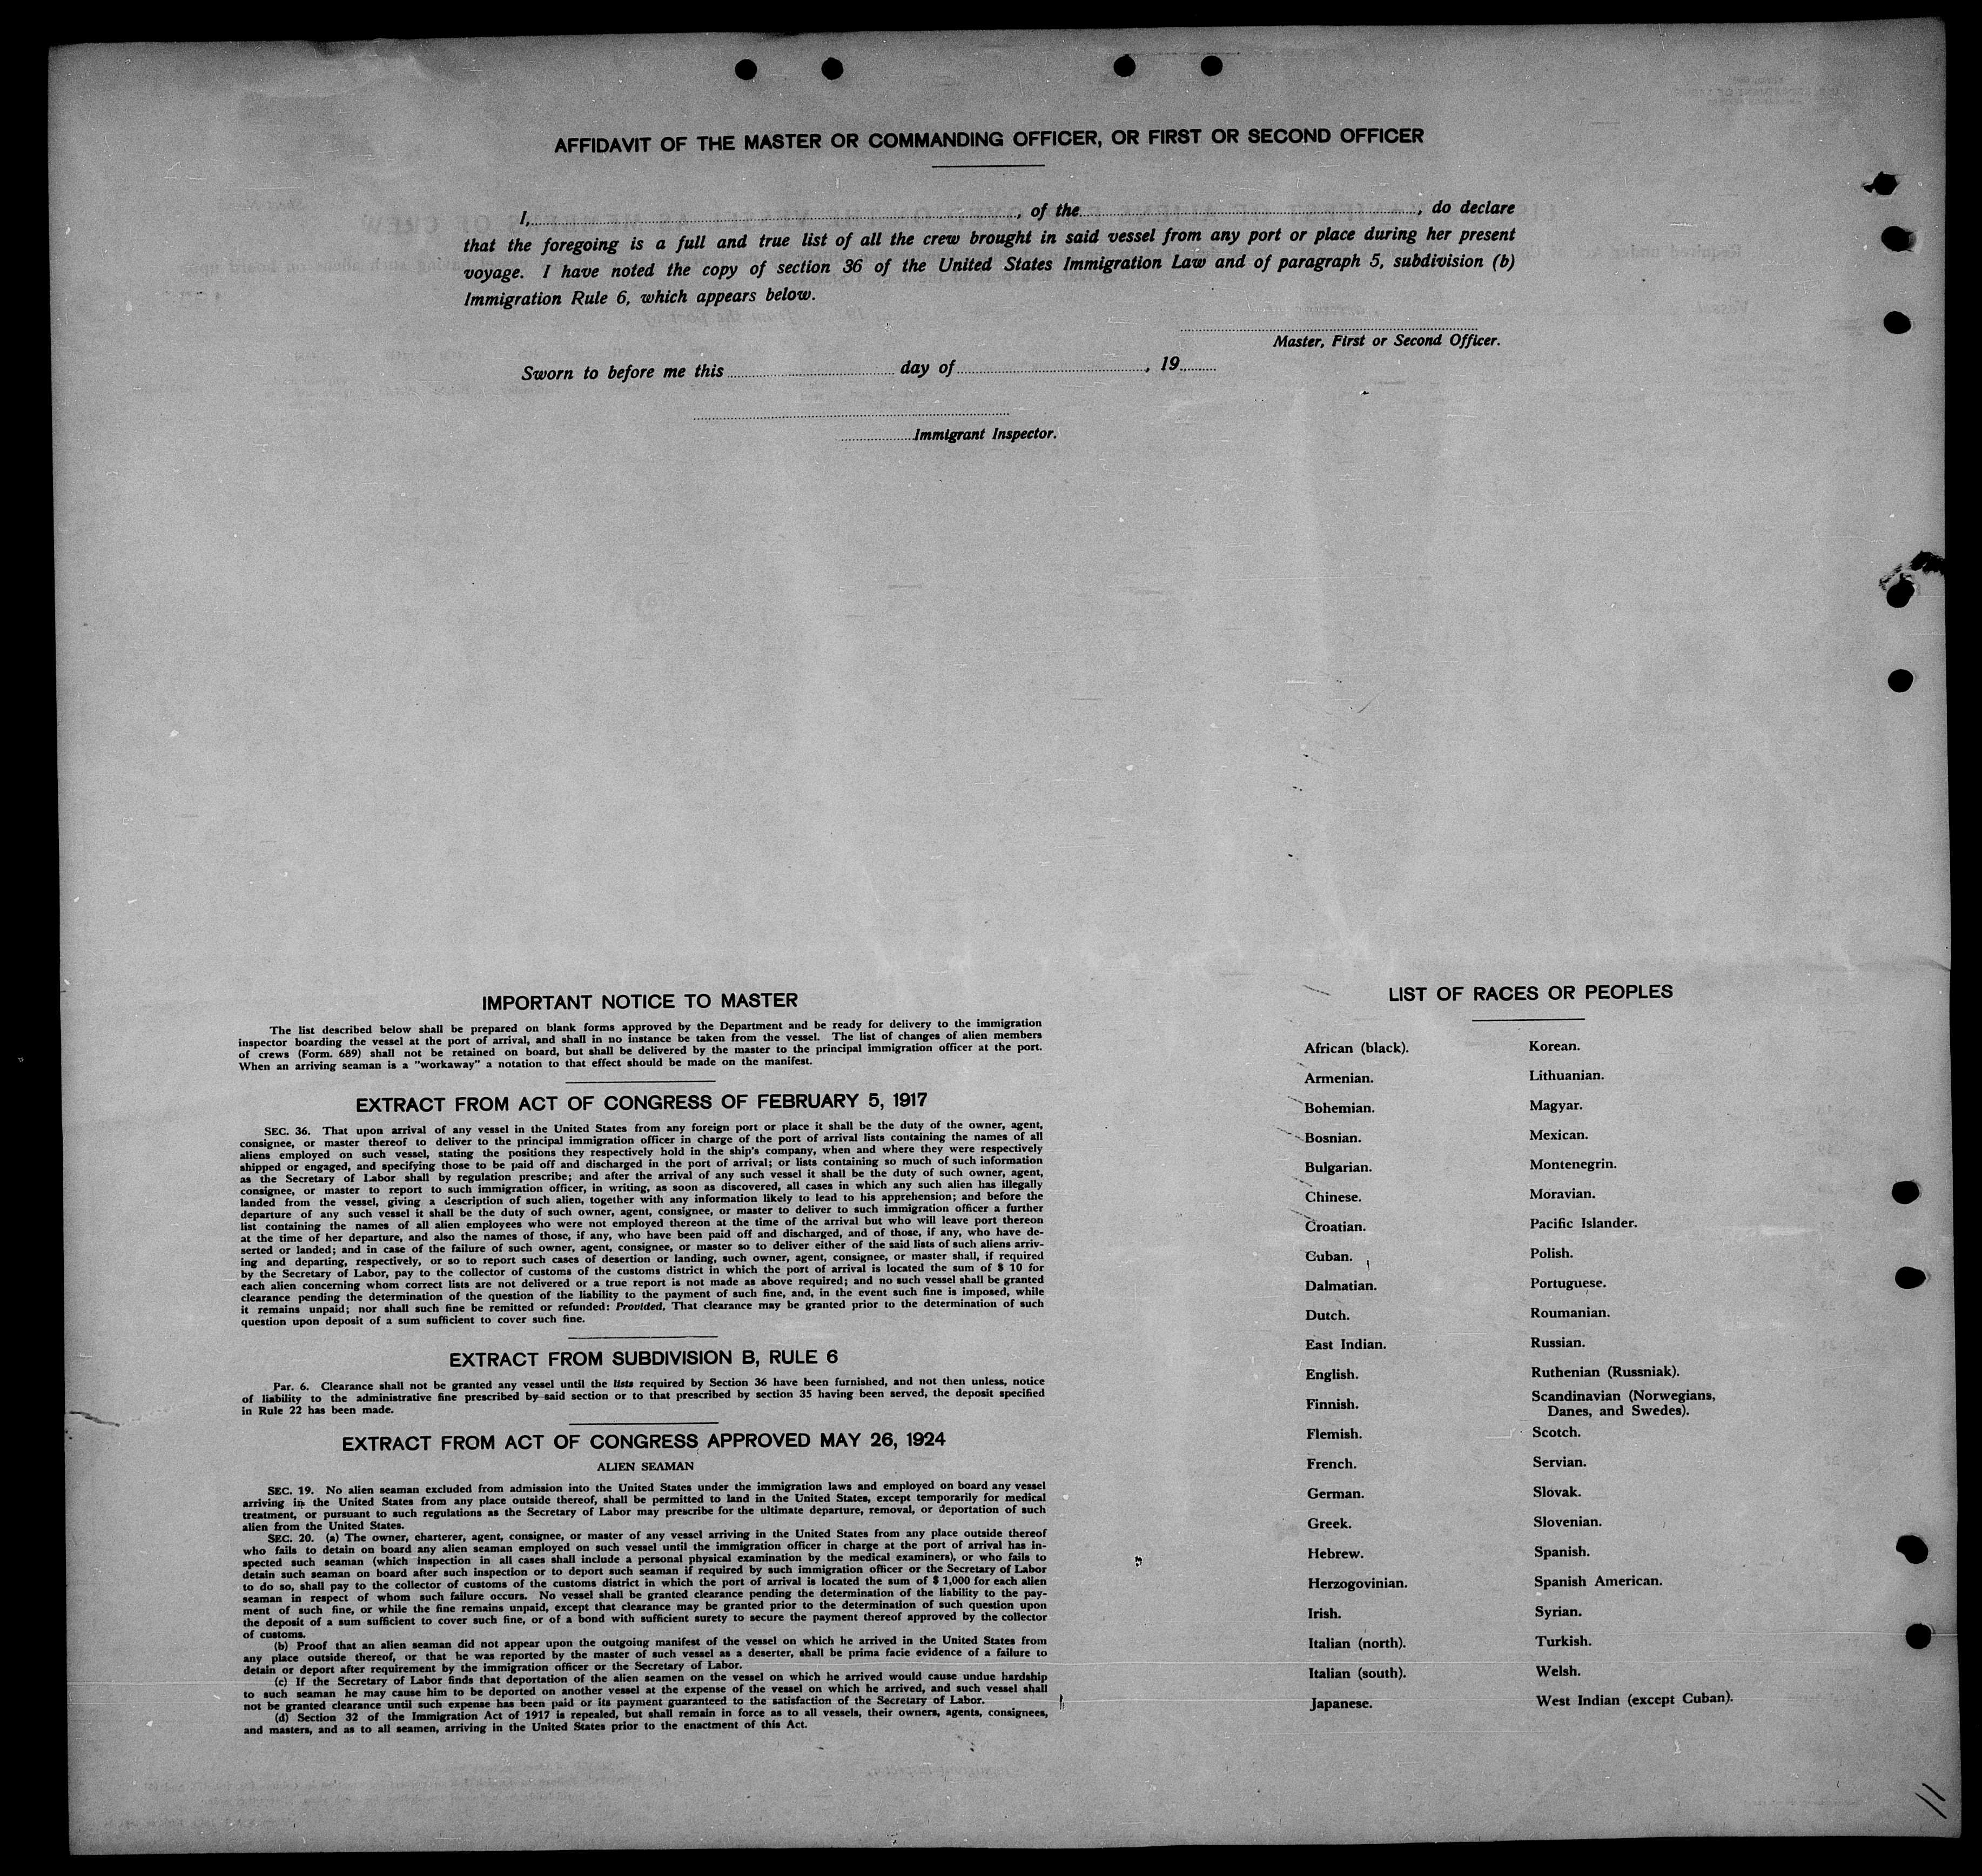 AFFIDAVIT OF THE MASTER OR COMMANDING OFFICER, OR FIRST OR SECOND OFFICER
I, , of the , do declare
that the foregoing is a full and true list of all the crew brought in said vessel from any port or place during her present
voyage. I have noted the copy of section 36 of the United States Immigration Law and of paragraph 5, subdivision (b)
Immigration Rule 6, which appears below.
Master, First or Second Officer.
Sworn to before me this day of , 19
Immigrant Inspector.
IMPORTANT NOTICE TO MASTER
The list described below shall be prepared on blank forms approved by the Department and be ready for delivery to the immigration
inspector boarding the vessel at the port of arrival, and shall in no instance be taken from the vessel. The list of changes of alien members
of crews (Form. 689) shall not be retained on board, but shall be delivered by the master to the principal immigration officer at the port.
When an arriving seaman is a "workaway" a notation to that effect should be made on the manifest.
EXTRACT FROM ACT OF CONGRESS OF FEBRUARY 5, 1917
SEC. 36. That upon arrival of any vessel in the United States from any foreign port or place it shall be the duty of the owner, agent,
consignee, or master thereof to deliver to the principal immigration officer in charge of the port of arrival lists containing the names of all
aliens employed on such vessel, stating the positions they respectively hold in the ship's company, when and where they were respectively
shipped or engaged, and specifying those to be paid off and discharged in the port of arrival; or lists containing so much of such information
as the Secretary of Labor shall by regulation prescribe; and after the arrival of any such vessel it shall be the duty of such owner, agent,
consignee, or master to report to such immigration officer, in writing, as soon as discovered, all cases in which any such alien has illegally
landed from the vessel, giving a description of such alien, together with any information likely to lead to his apprehension; and before the
departure of any such vessel it shall be the duty of such owner, agent, consignee, or master to deliver to such immigration officer a further
list containing the names of all alien employees who were not employed thereon at the time of the arrival but who will leave port thereon
at the time of her departure, and also the names of those, if any, who have been paid off and discharged, and of those, if any, who have de-
serted or landed; and in case of the failure of such owner, agent, consignee, or master so to deliver either of the said lists of such aliens arriv-
ing and departing, respectively, or so to report such cases of desertion or landing, such owner, agent, consignee, or master shall, if required
by the Secretary of Labor, pay to the collector of customs of the customs district in which the port of arrival is located the sum of $ 10 for
each alien concerning whom correct lists are not delivered or a true report is not made as above required; and no such vessel shall be granted
clearance pending the determination of the question of the liability to the payment of such fine, and, in the event such fine is imposed, while
it remains unpaid; nor shall such fine be remitted or refunded: Provided, That clearance may be granted prior to the determination of such
question upon deposit of a sum sufficient to cover such fine.
EXTRACT FROM SUBDIVISION B, RULE 6
Par. 6. Clearance shall not be granted any vessel until the lists required by Section 36 have been furnished, and not then unless, notice
of liability to the administrative fine prescribed by said section or to that prescribed by section 35 having been served, the deposit specified
in Rule 22 has been made.
EXTRACT FROM ACT OF CONGRESS APPROVED MAY 26, 1924
ALIEN SEAMAN
SEC. 19. No alien seaman excluded from admission into the United States under the immigration laws and employed on board any vessel
arriving in the United States from any place outside thereof, shall be permitted to land in the United States, except temporarily for medical
treatment, or pursuant to such regulations as the Secretary of Labor may prescribe for the ultimate departure, removal, or deportation of such
alien from the United States.
SEC. 20. (a) The owner, charterer, agent, consignee, or master of any vessel arriving in the United States from any place outside thereof
who fails to detain on board any alien seaman employed on such vessel until the immigration officer in charge at the port of arrival has in-
spected such seaman (which inspection in all cases shall include a personal physical examination by the medical examiners), or who fails to
detain such seaman on board after such inspection or to deport such seaman if required by such immigration officer or the Secretary of Labor
to do so, shall pay to the collector of customs of the customs district in which the port of arrival is located the sum of $ 1,000 for each alien
seaman in respect of whom such failure occurs. No vessel shall be granted clearance pending the determination of the liability to the pay-
ment of such fine, or while the fine remains unpaid, except that clearance may be granted prior to the determination of such question upon
the deposit of a sum sufficient to cover such fine, or of a bond with sufficient surety to secure the payment thereof approved by the collector
of customs.
(b) Proof that an alien seaman did not appear upon the outgoing manifest of the vessel on which he arrived in the United States from
any place outside thereof, or that he was reported by the master of such vessel as a deserter, shall be prima facie evidence of a failure to
detain or deport after requirement by the immigration officer or the Secretary of Labor.
(c) If the Secretary of Labor finds that deportation of the alien seamen on the vessel on which he arrived would cause undue hardship
to such seaman he may cause him to be deported on another vessel at the expense of the vessel on which he arrived, and such vessel shall
not be granted clearance until such expense has been paid or its payment guaranteed to the satisfaction of the Secretary of Labor.
(d) Section 32 of the Immigration Act of 1917 is repealed, but shall remain in force as to all vessels, their owners, agents, consignees,
and masters, and as to all seamen, arriving in the United States prior to the enactment of this Act.
LIST OF RACES OR PEOPLES
African (black).
Armenian.
Bohemian.
Bosnian.
Bulgarian.
Chinese.
Croatian.
Cuban.
Dalmatian.
Dutch.
East Indian.
English.
Finnish.
Flemish.
French.
German.
Greek.
Hebrew.
Herzogovinian.
Irish.
Italian (north).
Italian (south).
Japanese.
Korean.
Lithuanian.
Magyar.
Mexican.
Montenegrin.
Moravian.
Pacific Islander.
Polish.
Portuguese.
Roumanian.
Russian.
Ruthenian (Russniak).
Scandinavian (Norwegians,
Danes, and Swedes).
Scotch.
Servian.
Slovak.
Slovenian.
Spanish.
Spanish American.
Syrian.
Turkish.
Welsh.
West Indian (except Cuban).